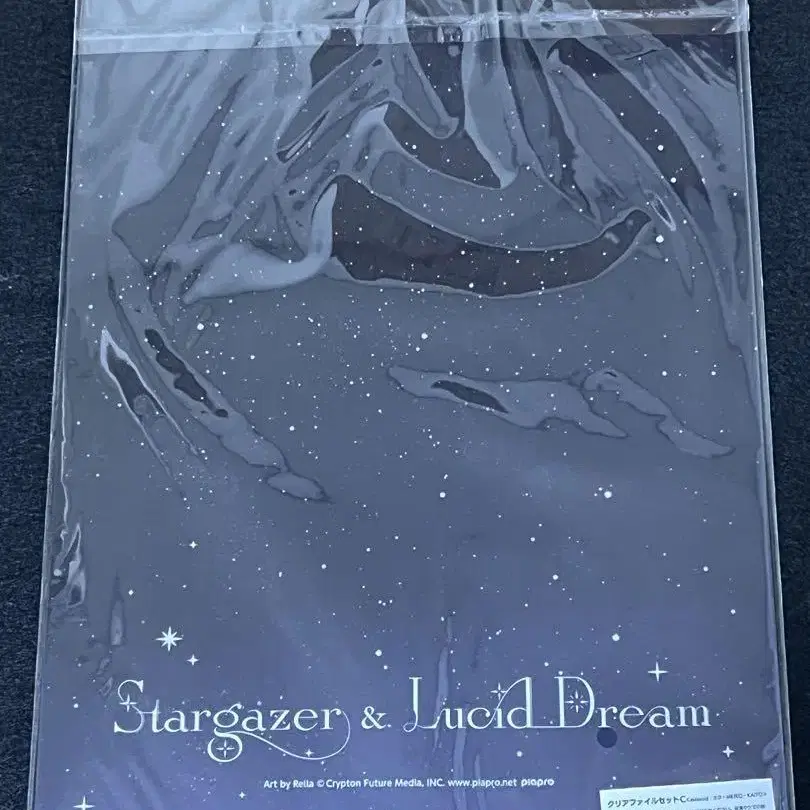 Stargazer & Lucid Dream
Art by Rella © Crypton Future Media, INC. www.piapro.net piapro
クリアファイルセットC